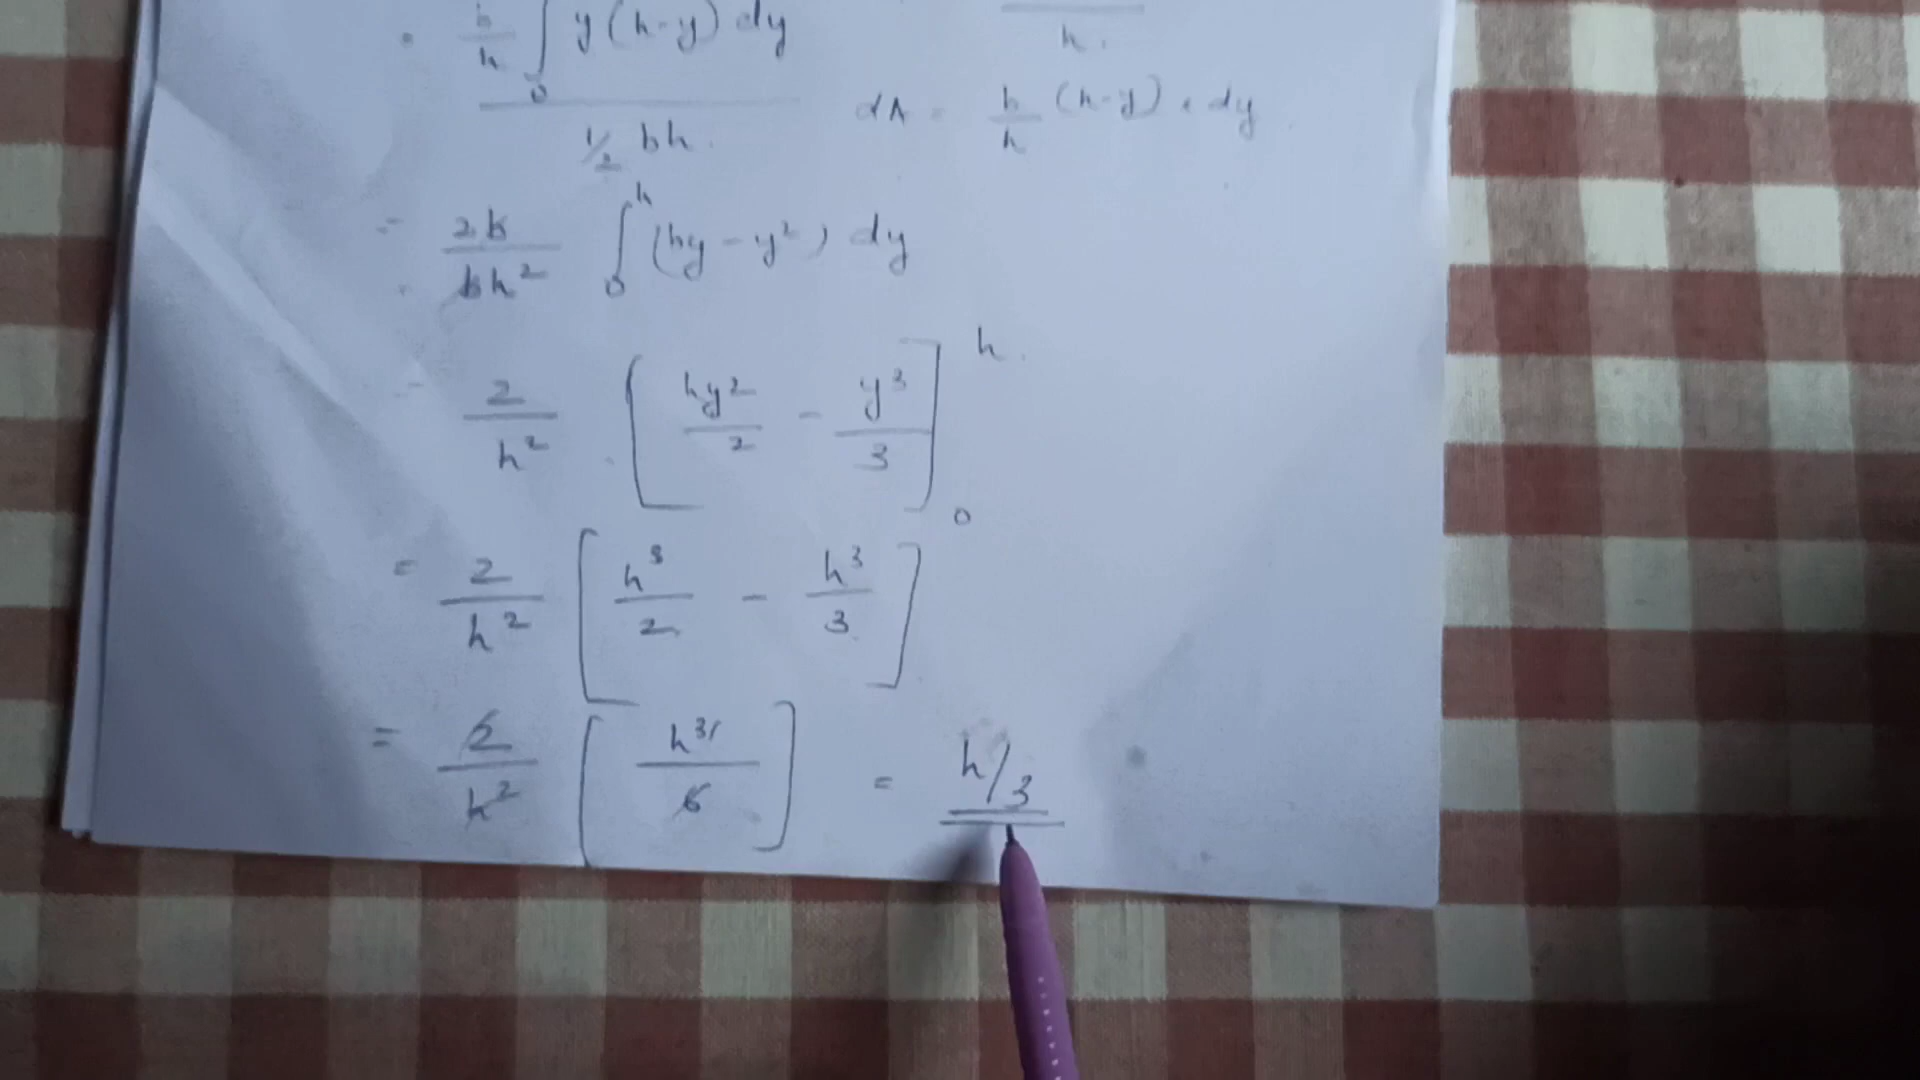 b/h ∫₀ y(h-y) dy
h.
1/2 bh.
dA = b/h (h-y) . dy
= 2b/bh² ∫₀ʰ (hy - y²) dy
2/h² [hy²/2 - y³/3]₀ʰ
= 2/h² [h³/2 - h³/3]
= 2/h² [h³/6] = h/3